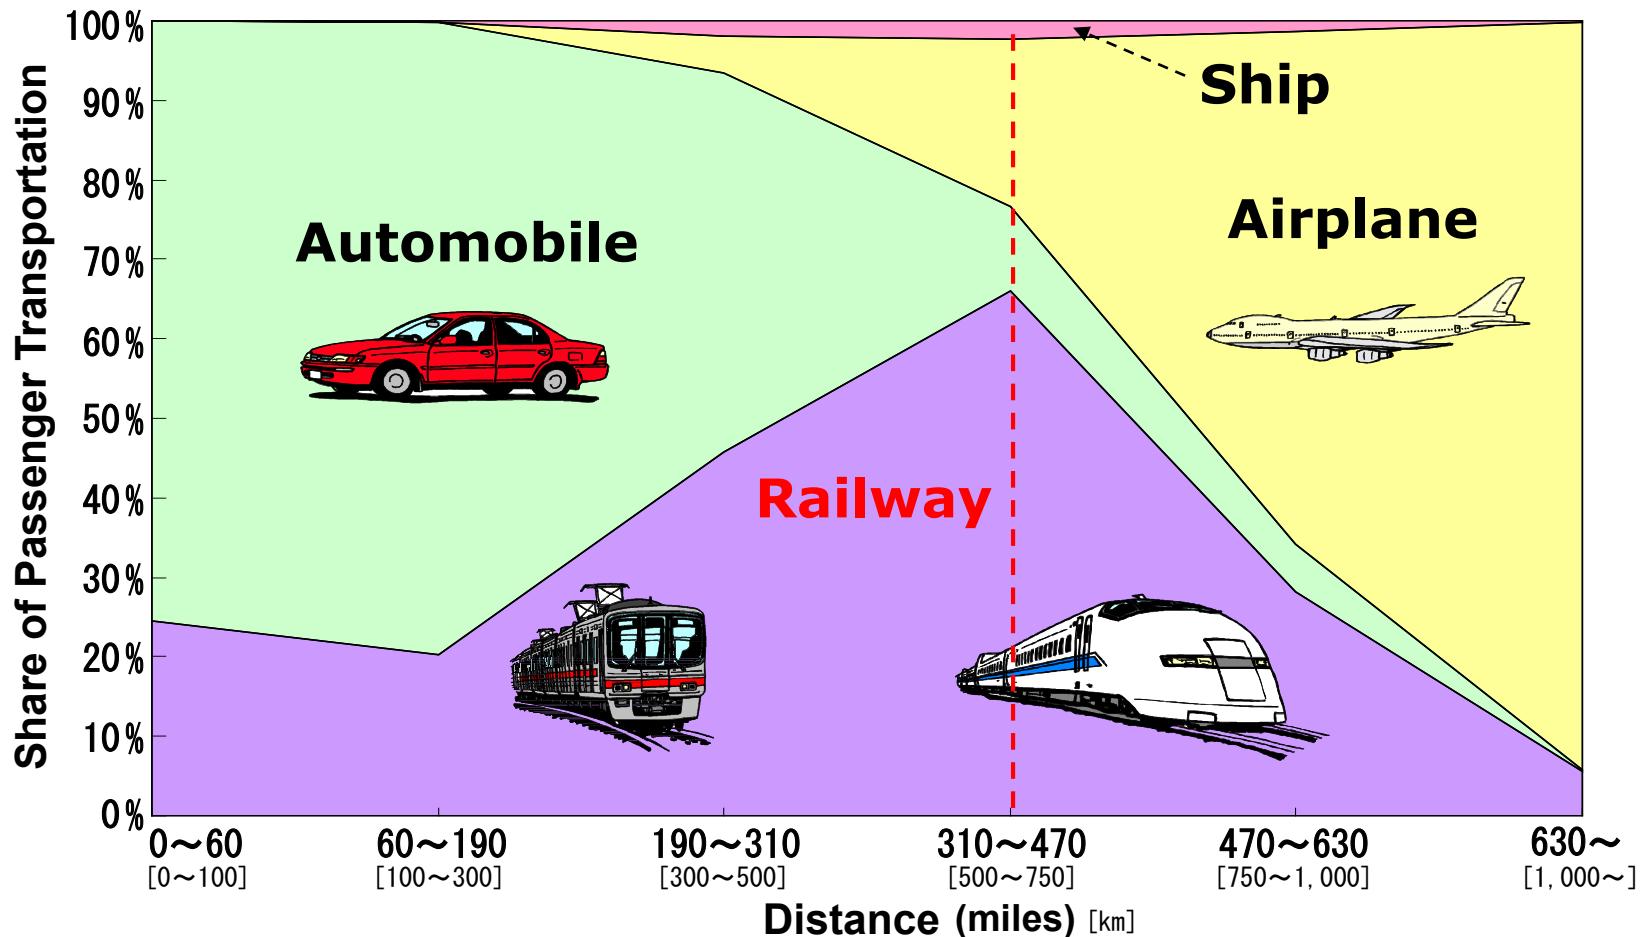 Share of Passenger Transportation
100%
90%
80%
70%
60%
50%
40%
30%
20%
10%
0%
Ship
Airplane
Automobile
Railway
0～60 60～190 190～310 310～470 470～630 630～
[0～100] [100～300] [300～500] [500～750] [750～1,000] [1,000～]
Distance (miles) [km]